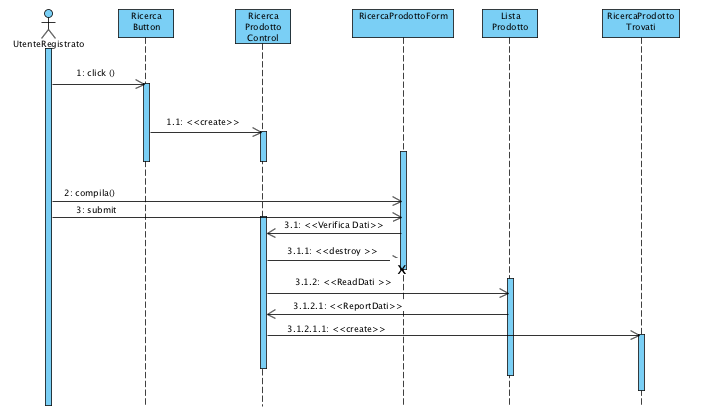 Ricerca
Button
Ricerca
Prodotto
Control
RicercaProdottoForm
Lista
Prodotto
RicercaProdotto
Trovati
UtenteRegistrato
1: click ()
1.1: <<create>>
2: compila()
3: submit
3.1: <<Verifica Dati>>
3.1.1: <<destroy >>
3.1.2: <<ReadDati >>
3.1.2.1: <<ReportDati>>
3.1.2.1.1: <<create>>